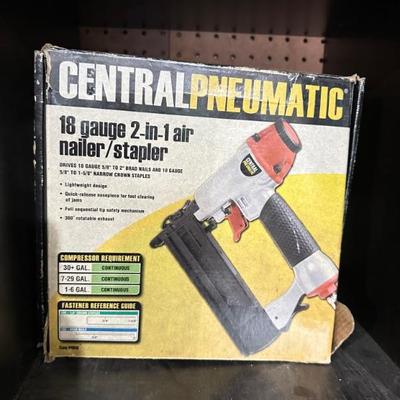 CENTRALPNEUMATIC®
18 gauge 2-in-1 air
nailer/stapler
DRIVES 18 GAUGE 5/8" TO 2" BRAD NAILS AND 18 GAUGE
5/8" TO 1-5/8" NARROW CROWN STAPLES
• Lightweight design
• Quick-release nosepiece for fast clearing
of jams
• Full sequential tip safety mechanism
• 360° rotatable exhaust
COMPRESSOR REQUIREMENT
30+ GAL. CONTINUOUS
7-29 GAL. CONTINUOUS
1-6 GAL. CONTINUOUS
FASTENER REFERENCE GUIDE